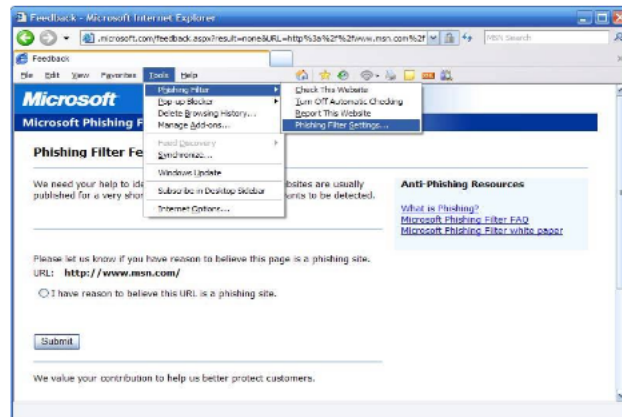 Feedback - Microsoft Internet Explorer
.microsoft.com/feedback.aspx?result=none&URL=http%3a%2f%2fwww.msn.com%2f
MSN Search
Feedback
File Edit View Favorites Tools Help
Phishing Filter
Pop-up Blocker
Delete Browsing History...
Manage Add-ons...
Feed Discovery
Synchronize...
Windows Update
Subscribe in Desktop Sidebar
Internet Options...
Check This Website
Turn Off Automatic Checking
Report This Website
Phishing Filter Settings...
Microsoft
Microsoft Phishing F
Phishing Filter Fe
We need your help to ide
bsites are usually
published for a very shor
ants to be detected.
Anti-Phishing Resources
What is Phishing?
Microsoft Phishing Filter FAQ
Microsoft Phishing Filter white paper
Please let us know if you have reason to believe this page is a phishing site.
URL: http://www.msn.com/
I have reason to believe this URL is a phishing site.
Submit
We value your contribution to help us better protect customers.